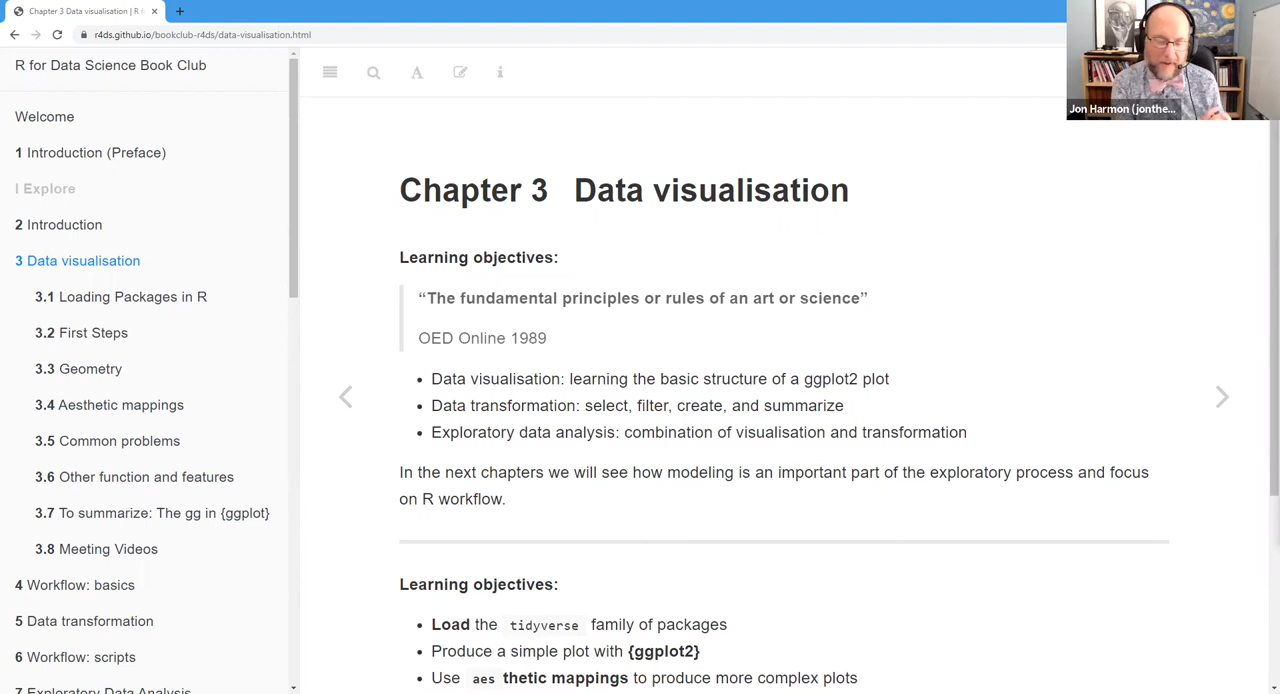 Chapter 3 Data visualisation | R f
r4ds.github.io/bookclub-r4ds/data-visualisation.html
Jon Harmon (jonthe...
R for Data Science Book Club
Welcome
1 Introduction (Preface)
I Explore
2 Introduction
3 Data visualisation
3.1 Loading Packages in R
3.2 First Steps
3.3 Geometry
3.4 Aesthetic mappings
3.5 Common problems
3.6 Other function and features
3.7 To summarize: The gg in {ggplot}
3.8 Meeting Videos
4 Workflow: basics
5 Data transformation
6 Workflow: scripts
7 Exploratory Data Analysis
Chapter 3 Data visualisation
Learning objectives:
“The fundamental principles or rules of an art or science”
OED Online 1989
• Data visualisation: learning the basic structure of a ggplot2 plot
• Data transformation: select, filter, create, and summarize
• Exploratory data analysis: combination of visualisation and transformation
In the next chapters we will see how modeling is an important part of the exploratory process and focus
on R workflow.
Learning objectives:
• Load the tidyverse family of packages
• Produce a simple plot with {ggplot2}
• Use aes thetic mappings to produce more complex plots